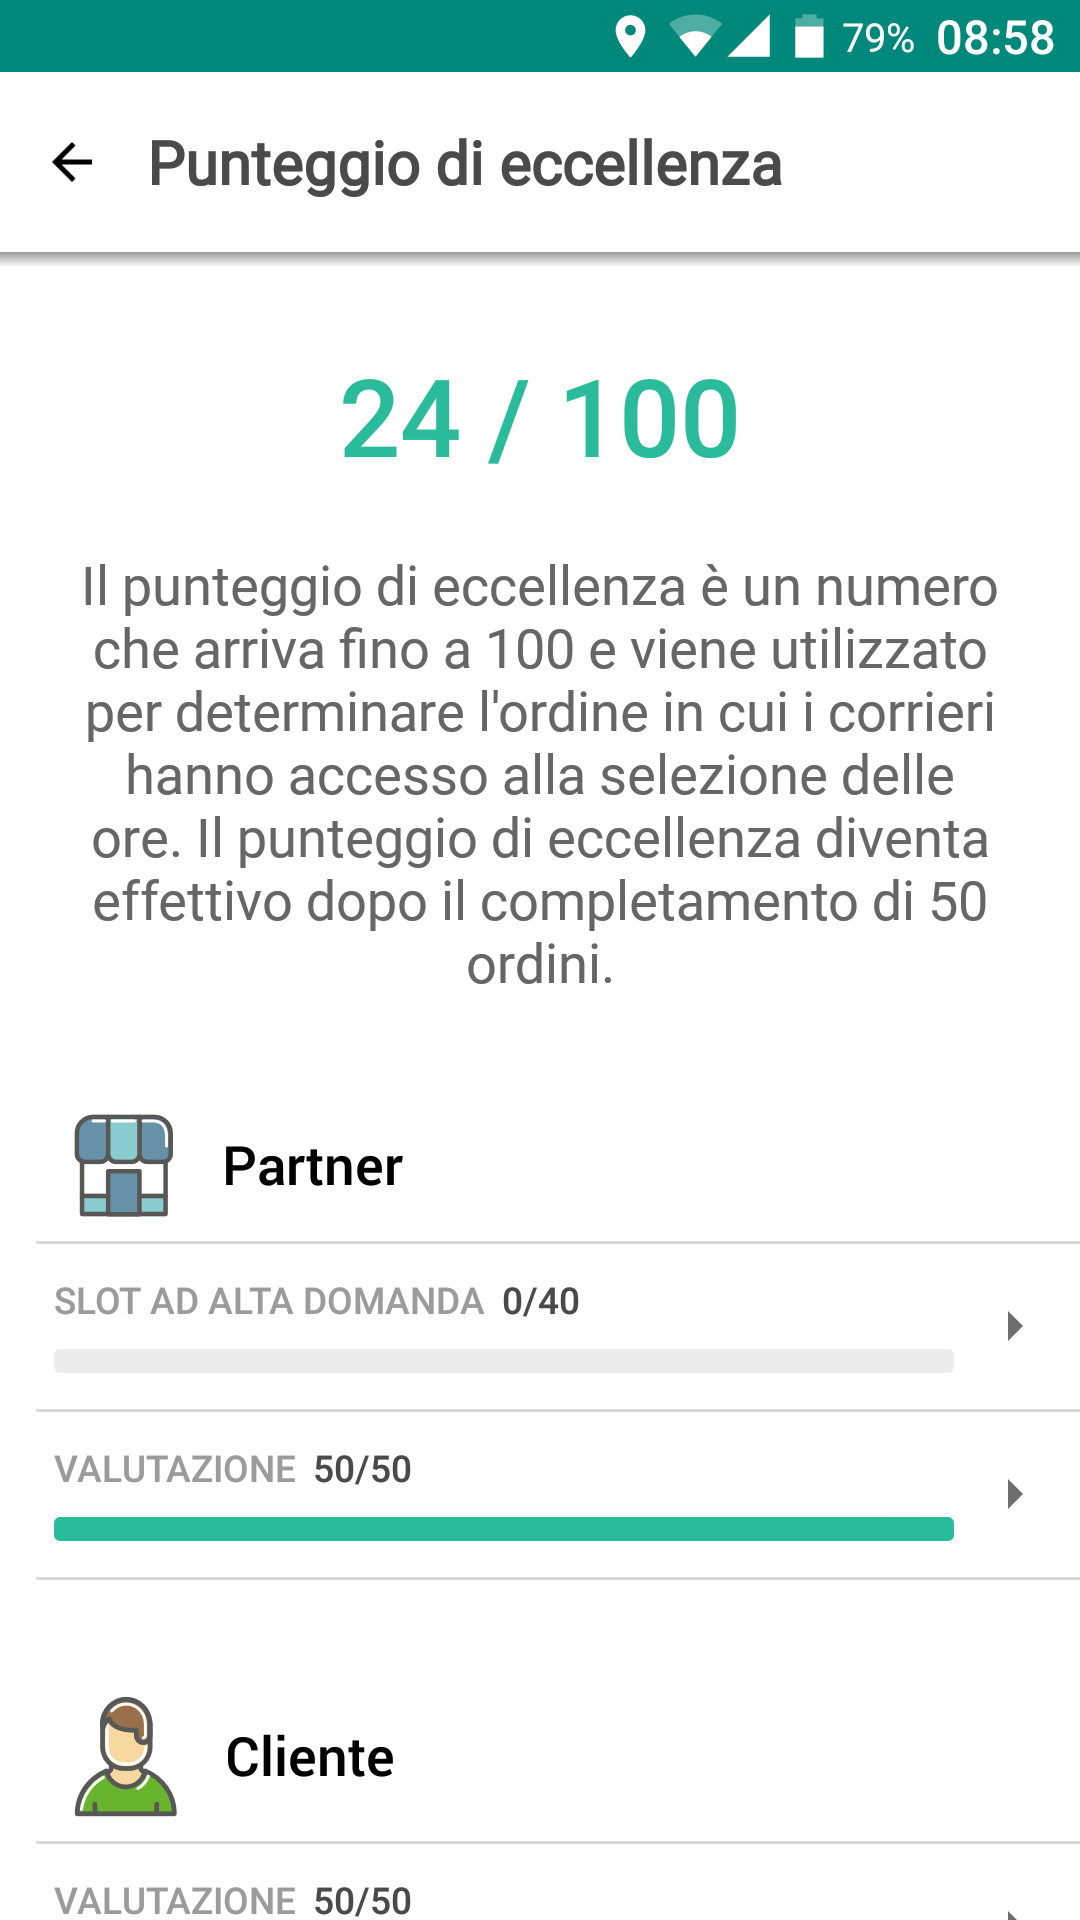 79% 08:58
Punteggio di eccellenza
24 / 100
Il punteggio di eccellenza è un numero
che arriva fino a 100 e viene utilizzato
per determinare l'ordine in cui i corrieri
hanno accesso alla selezione delle
ore. Il punteggio di eccellenza diventa
effettivo dopo il completamento di 50
ordini.
Partner
SLOT AD ALTA DOMANDA 0/40
VALUTAZIONE 50/50
Cliente
VALUTAZIONE 50/50